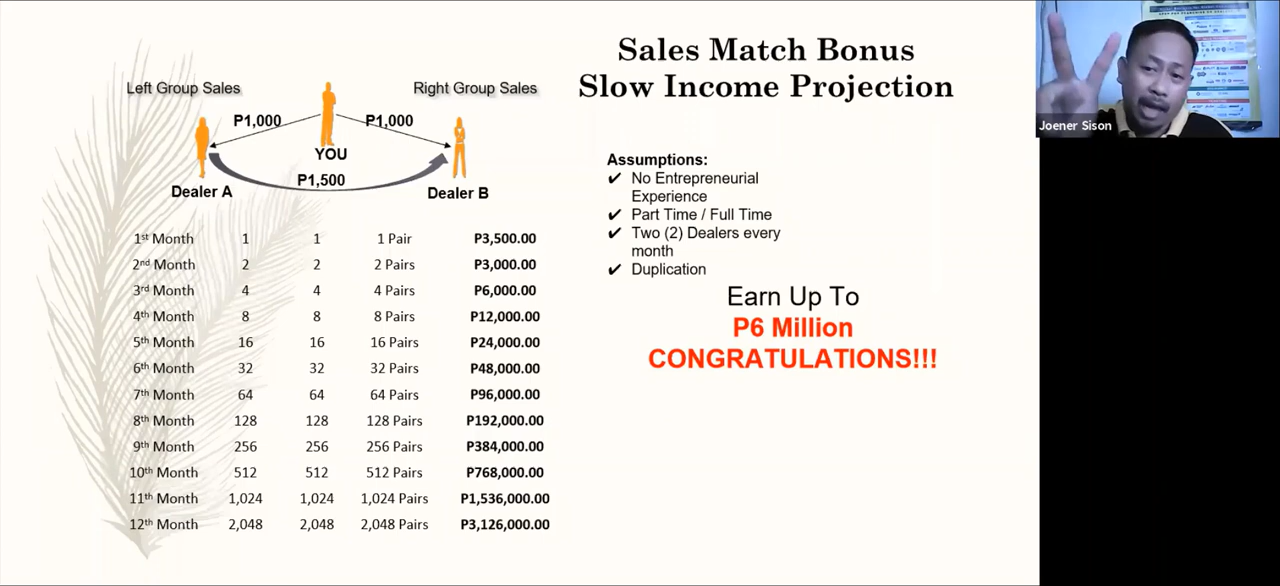 Sales Match Bonus
Slow Income Projection
Left Group Sales
Right Group Sales
P1,000
P1,000
YOU
P1,500
Dealer A
Dealer B
1st Month 1 1 1 Pair P3,500.00
2nd Month 2 2 2 Pairs P3,000.00
3rd Month 4 4 4 Pairs P6,000.00
4th Month 8 8 8 Pairs P12,000.00
5th Month 16 16 16 Pairs P24,000.00
6th Month 32 32 32 Pairs P48,000.00
7th Month 64 64 64 Pairs P96,000.00
8th Month 128 128 128 Pairs P192,000.00
9th Month 256 256 256 Pairs P384,000.00
10th Month 512 512 512 Pairs P768,000.00
11th Month 1,024 1,024 1,024 Pairs P1,536,000.00
12th Month 2,048 2,048 2,048 Pairs P3,126,000.00
Assumptions:
✔ No Entrepreneurial
Experience
✔ Part Time / Full Time
✔ Two (2) Dealers every
month
✔ Duplication
Earn Up To
P6 Million
CONGRATULATIONS!!!
Joener Sison